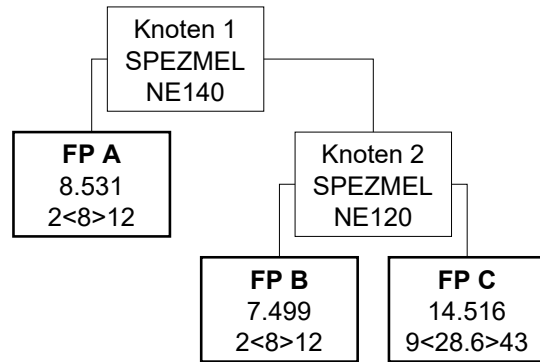 Knoten 1
SPEZMEL
NE140
FP A
8.531
2<8>12
Knoten 2
SPEZMEL
NE120
FP B
7.499
2<8>12
FP C
14.516
9<28.6>43